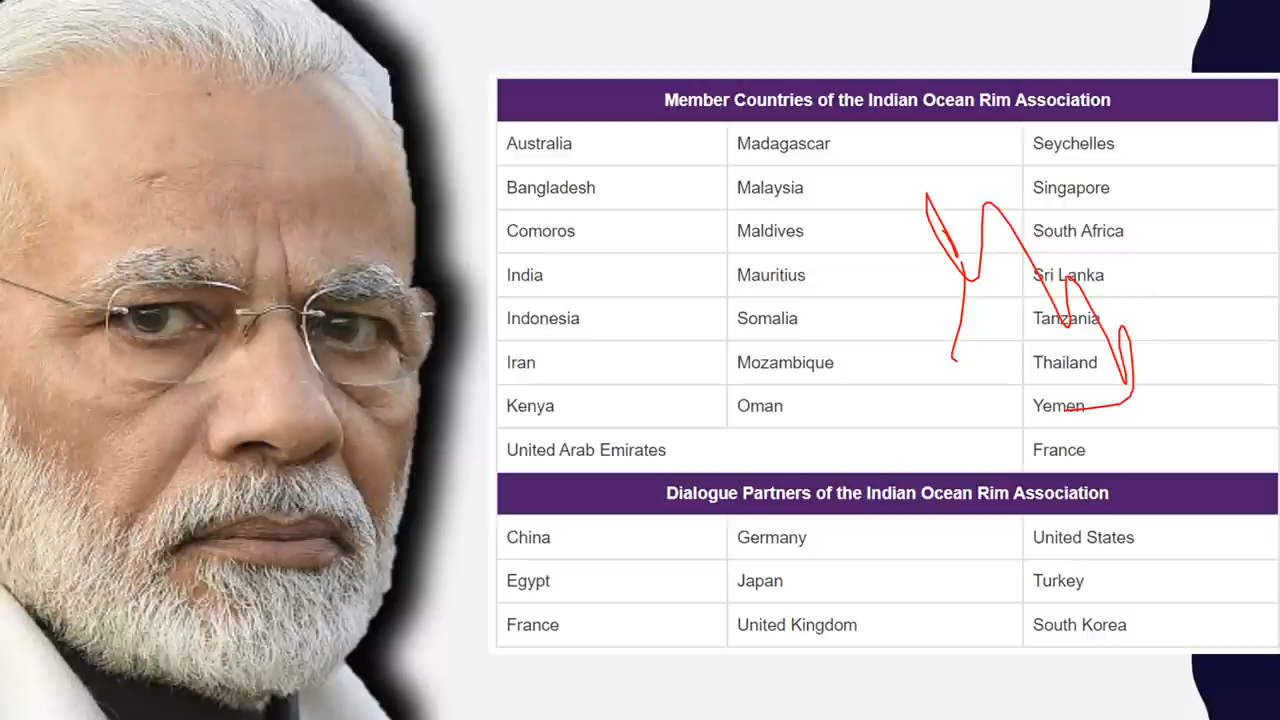 Member Countries of the Indian Ocean Rim Association
Australia Madagascar Seychelles
Bangladesh Malaysia Singapore
Comoros Maldives South Africa
India Mauritius Sri Lanka
Indonesia Somalia Tanzania
Iran Mozambique Thailand
Kenya Oman Yemen
United Arab Emirates France
Dialogue Partners of the Indian Ocean Rim Association
China Germany United States
Egypt Japan Turkey
France United Kingdom South Korea